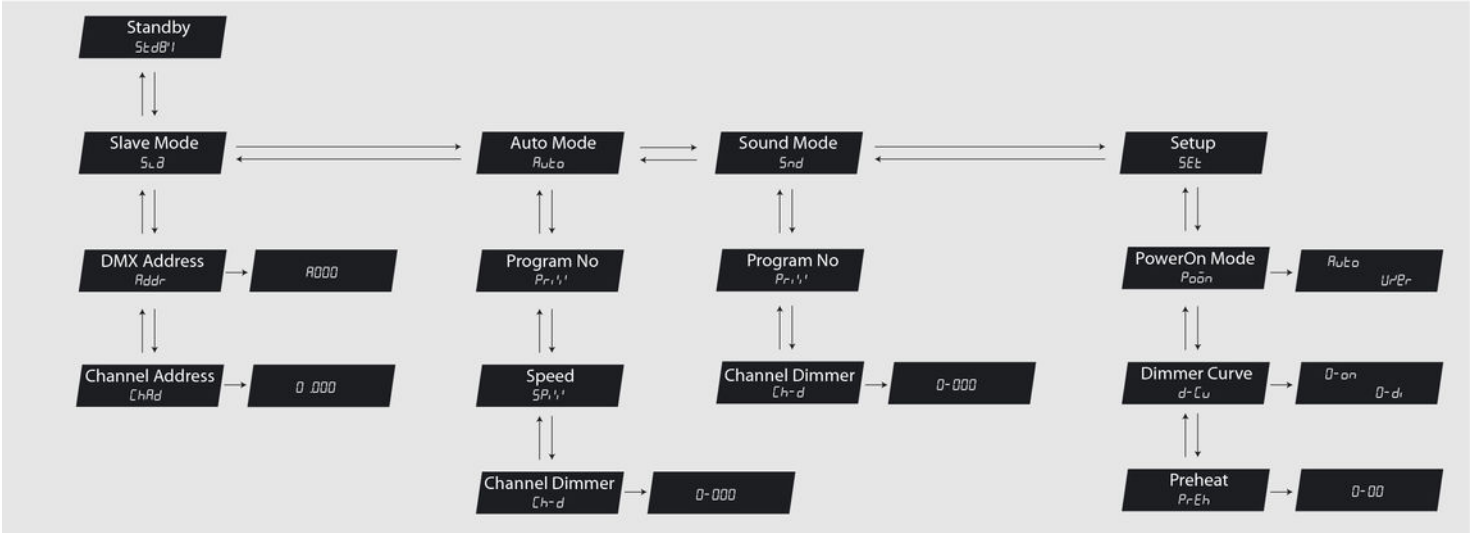 Standby
StdBy
Slave Mode
SLa
Auto Mode
Auto
Sound Mode
Snd
Setup
SEt
DMX Address
Addr
A000
Program No
Program No
PowerOn Mode
Auto
Channel Address
ChAd
0.000
Speed
Channel Dimmer
Ch-d
0-000
Dimmer Curve
d-Cu
0-on
0-di
Channel Dimmer
Ch-d
0-000
Preheat
PrEh
0-00